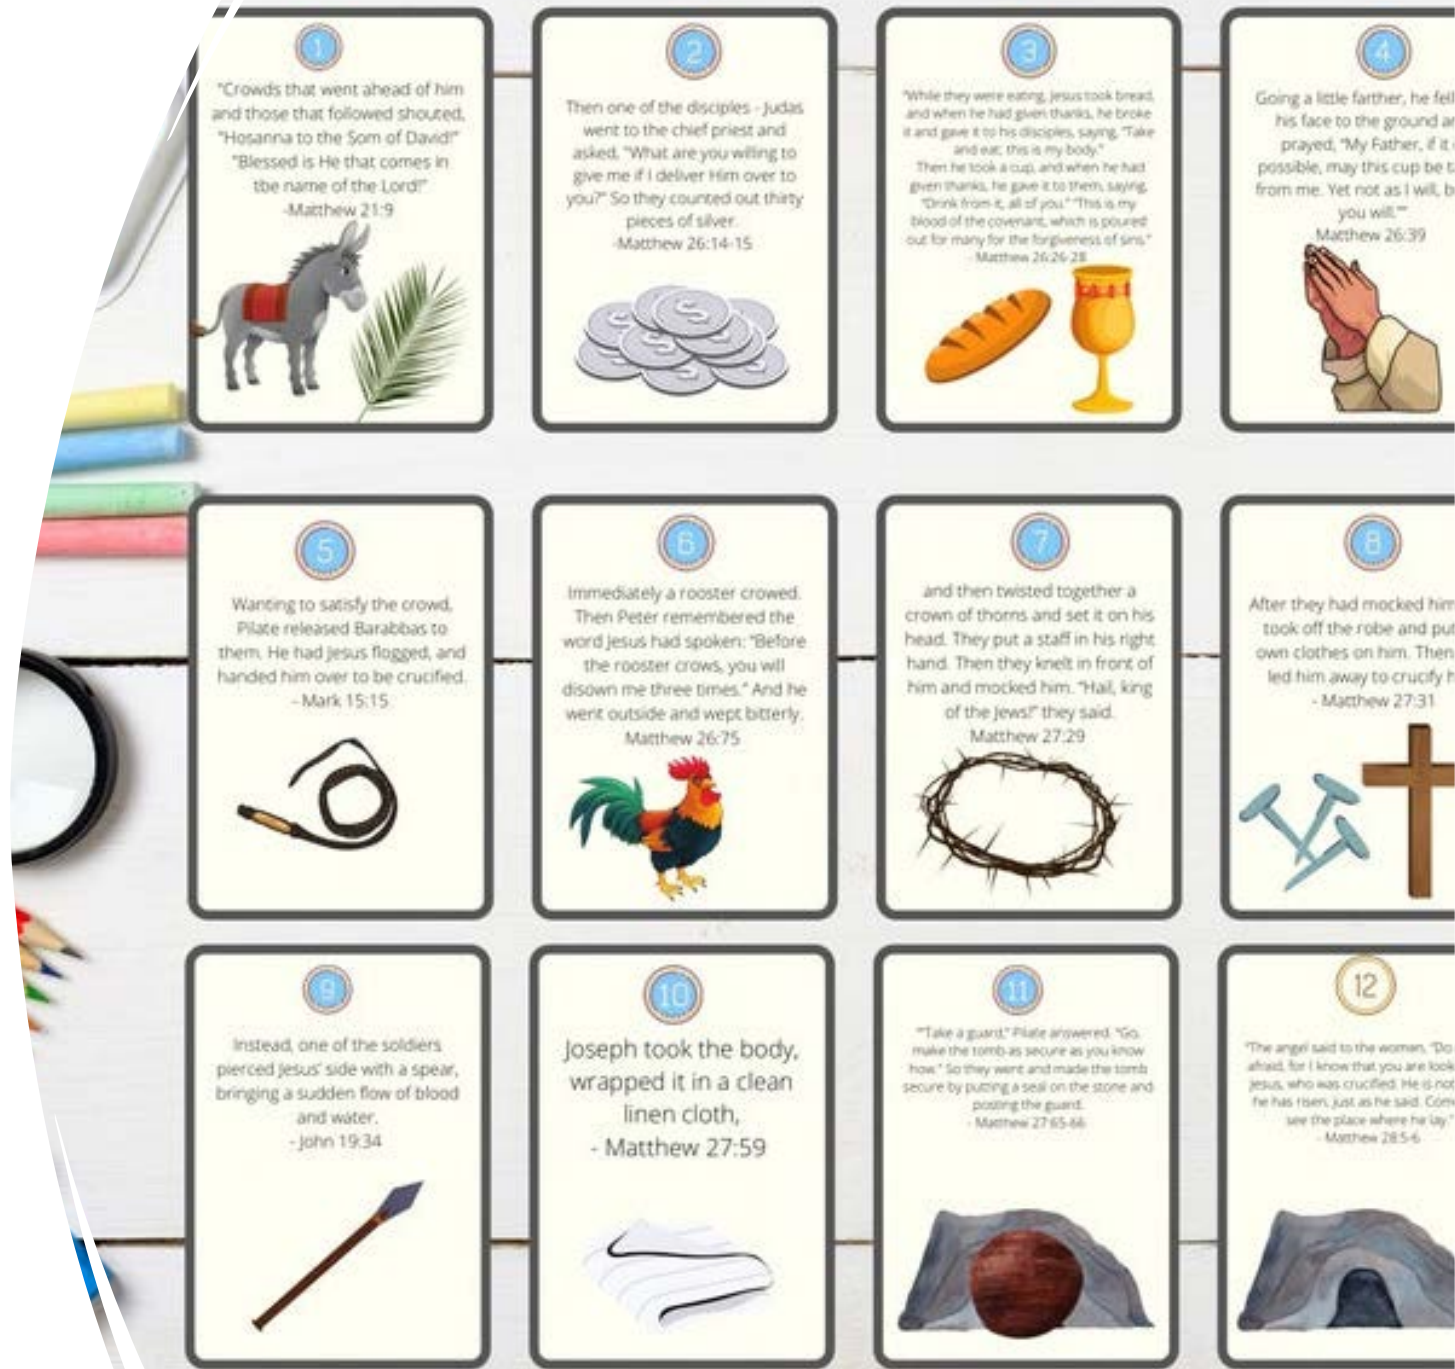 1
"Crowds that went ahead of him
and those that followed shouted,
"Hosanna to the Som of David!"
"Blessed is He that comes in
tbe name of the Lord!"
-Matthew 21:9
2
Then one of the disciples - Judas
went to the chief priest and
asked, "What are you willing to
give me if I deliver Him over to
you?" So they counted out thirty
pieces of silver.
-Matthew 26:14-15
3
"While they were eating, Jesus took bread,
and when he had given thanks, he broke
it and gave it to his disciples, saying, "Take
and eat; this is my body."
Then he took a cup, and when he had
given thanks, he gave it to them, saying,
"Drink from it, all of you." "This is my
blood of the covenant, which is poured
out for many for the forgiveness of sins."
- Matthew 26:26-28
4
Going a little farther, he fell
his face to the ground
prayed, "My Father, if it
possible, may this cup be
from me. Yet not as I will,
you will.""
Matthew 26:39
5
Wanting to satisfy the crowd,
Pilate released Barabbas to
them. He had Jesus flogged, and
handed him over to be crucified.
- Mark 15:15
6
Immediately a rooster crowed.
Then Peter remembered the
word Jesus had spoken: "Before
the rooster crows, you will
disown me three times." And he
went outside and wept bitterly.
Matthew 26:75
7
and then twisted together a
crown of thorns and set it on his
head. They put a staff in his right
hand. Then they knelt in front of
him and mocked him. "Hail, king
of the Jews!" they said.
Matthew 27:29
8
After they had mocked him
took off the robe and put
own clothes on him. Then
led him away to crucify
- Matthew 27:31
9
Instead, one of the soldiers
pierced Jesus' side with a spear,
bringing a sudden flow of blood
and water.
- John 19:34
10
Joseph took the body,
wrapped it in a clean
linen cloth,
- Matthew 27:59
11
""Take a guard," Pilate answered. "Go,
make the tomb as secure as you know
how." So they went and made the tomb
secure by putting a seal on the stone and
posting the guard.
- Matthew 27:65-66
12
"The angel said to the women, "Do
afraid, for I know that you are
Jesus, who was crucified. He is not
he has risen, just as he said.
see the place where he lay."
- Matthew 28:5-6
S